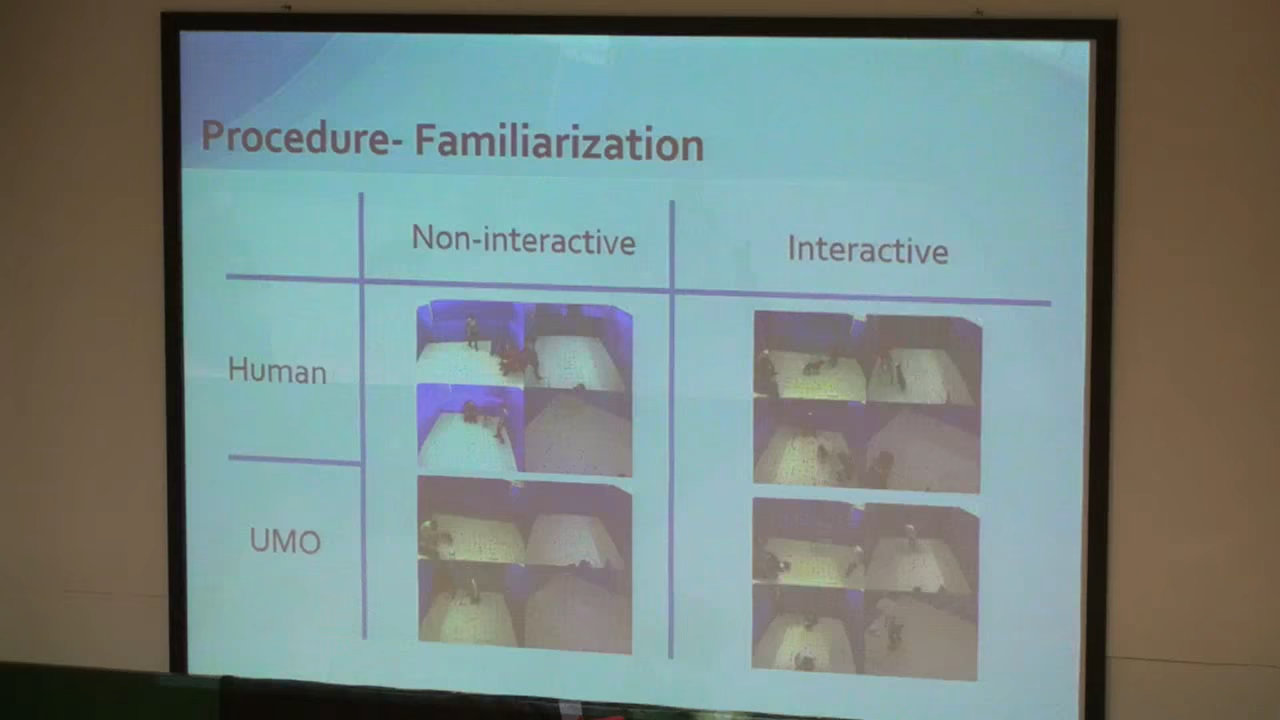 Procedure- Familiarization
Non-interactive
Interactive
Human
UMO